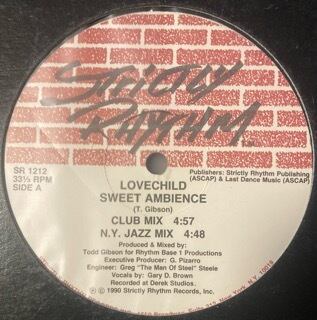 Strictly
Rhythm
SR 1212
33⅓ RPM
SIDE A
Publishers: Strictly Rhythm Publishing
(ASCAP) & Last Dance Music (ASCAP)
LOVECHILD
SWEET AMBIENCE
(T. Gibson)
CLUB MIX 4:57
N.Y. JAZZ MIX 4:48
Produced & Mixed by:
Todd Gibson for Rhythm Base 1 Productions
Executive Producer: G. Pizarro
Engineer: Greg "The Man Of Steel" Steele
Vocals by: Gary D. Brown
Recorded at Derek Studios.
© 1990 Strictly Rhythm Records, Inc.
New York, N.Y. 10019